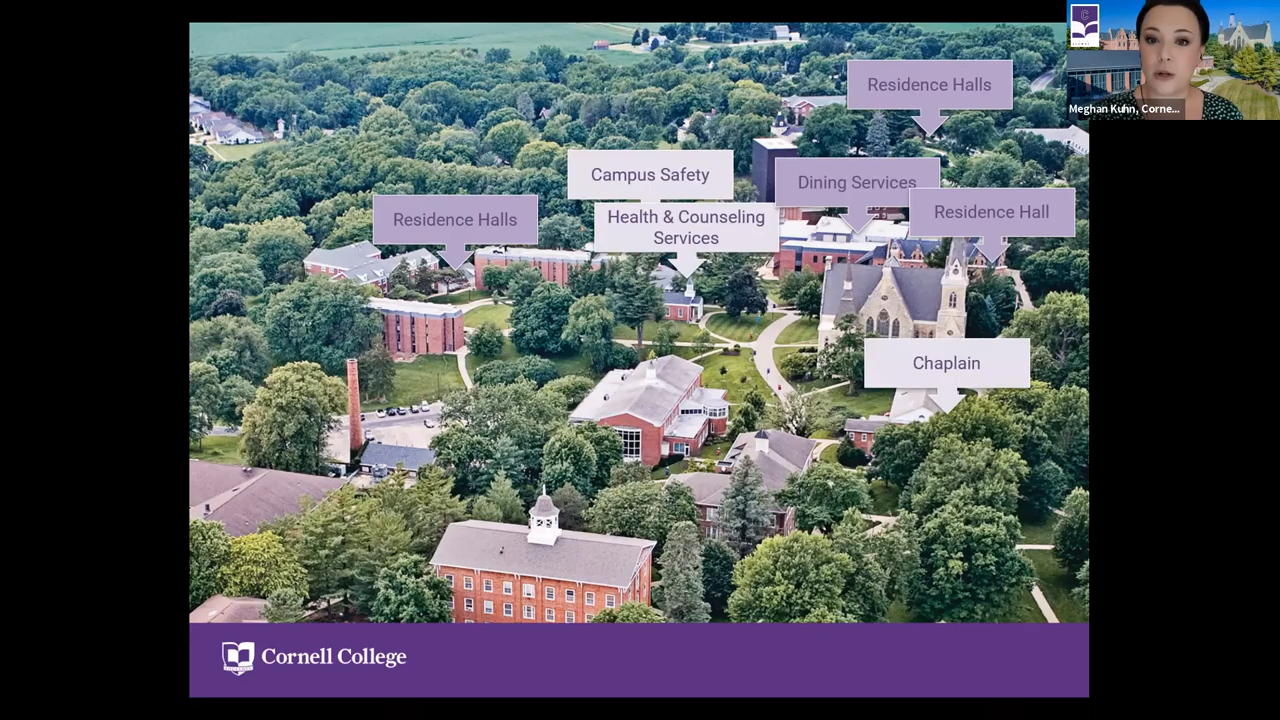 Meghan Kuhn, Corne...
Residence Halls
Campus Safety
Dining Services
Residence Halls
Health & Counseling
Services
Residence Hall
Chaplain
Cornell College